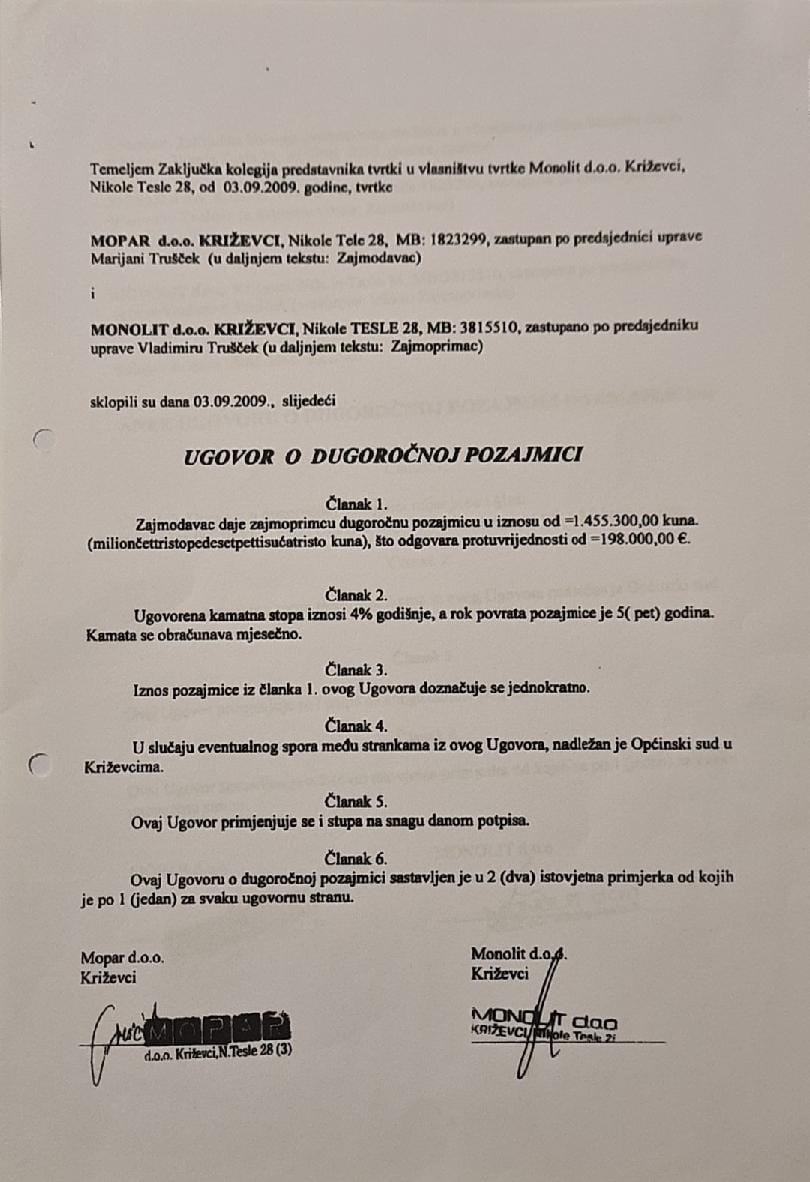 Temeljem Zaključka kolegija predstavnika tvrtki u vlasništvu tvrtke Monolit d.o.o. Križevci,
Nikole Tesle 28, od 03.09.2009. godine, tvrtke
MOPAR d.o.o. KRIŽEVCI, Nikole Tele 28, MB: 1823299, zastupan po predsjednici uprave
Marijani Trušček (u daljnjem tekstu: Zajmodavac)
i
MONOLIT d.o.o. KRIŽEVCI, Nikole TESLE 28, MB: 3815510, zastupano po predsjedniku
uprave Vladimiru Trušček (u daljnjem tekstu: Zajmoprimac)
sklopili su dana 03.09.2009., slijedeći
UGOVOR O DUGOROČNOJ POZAJMICI
Članak 1.
Zajmodavac daje zajmoprimcu dugoročnu pozajmicu u iznosu od =1.455.300,00 kuna.
(miliončettristopedesetpettisućatristo kuna), što odgovara protuvrijednosti od =198.000,00 €.
Članak 2.
Ugovorena kamatna stopa iznosi 4% godišnje, a rok povrata pozajmice je 5( pet) godina.
Kamata se obračunava mjesečno.
Članak 3.
Iznos pozajmice iz članka 1. ovog Ugovora doznačuje se jednokratno.
Članak 4.
U slučaju eventualnog spora među strankama iz ovog Ugovora, nadležan je Općinski sud u
Križevcima.
Članak 5.
Ovaj Ugovor primjenjuje se i stupa na snagu danom potpisa.
Članak 6.
Ovaj Ugovoru o dugoročnoj pozajmici sastavljen je u 2 (dva) istovjetna primjerka od kojih
je po 1 (jedan) za svaku ugovornu stranu.
Mopar d.o.o.
Križevci
MOPAR
d.o.o. Križevci,N.Tesle 28 (3)
Monolit d.o.o.
Križevci
MONOLIT doo
KRIŽEVCI, Nikole Tesle